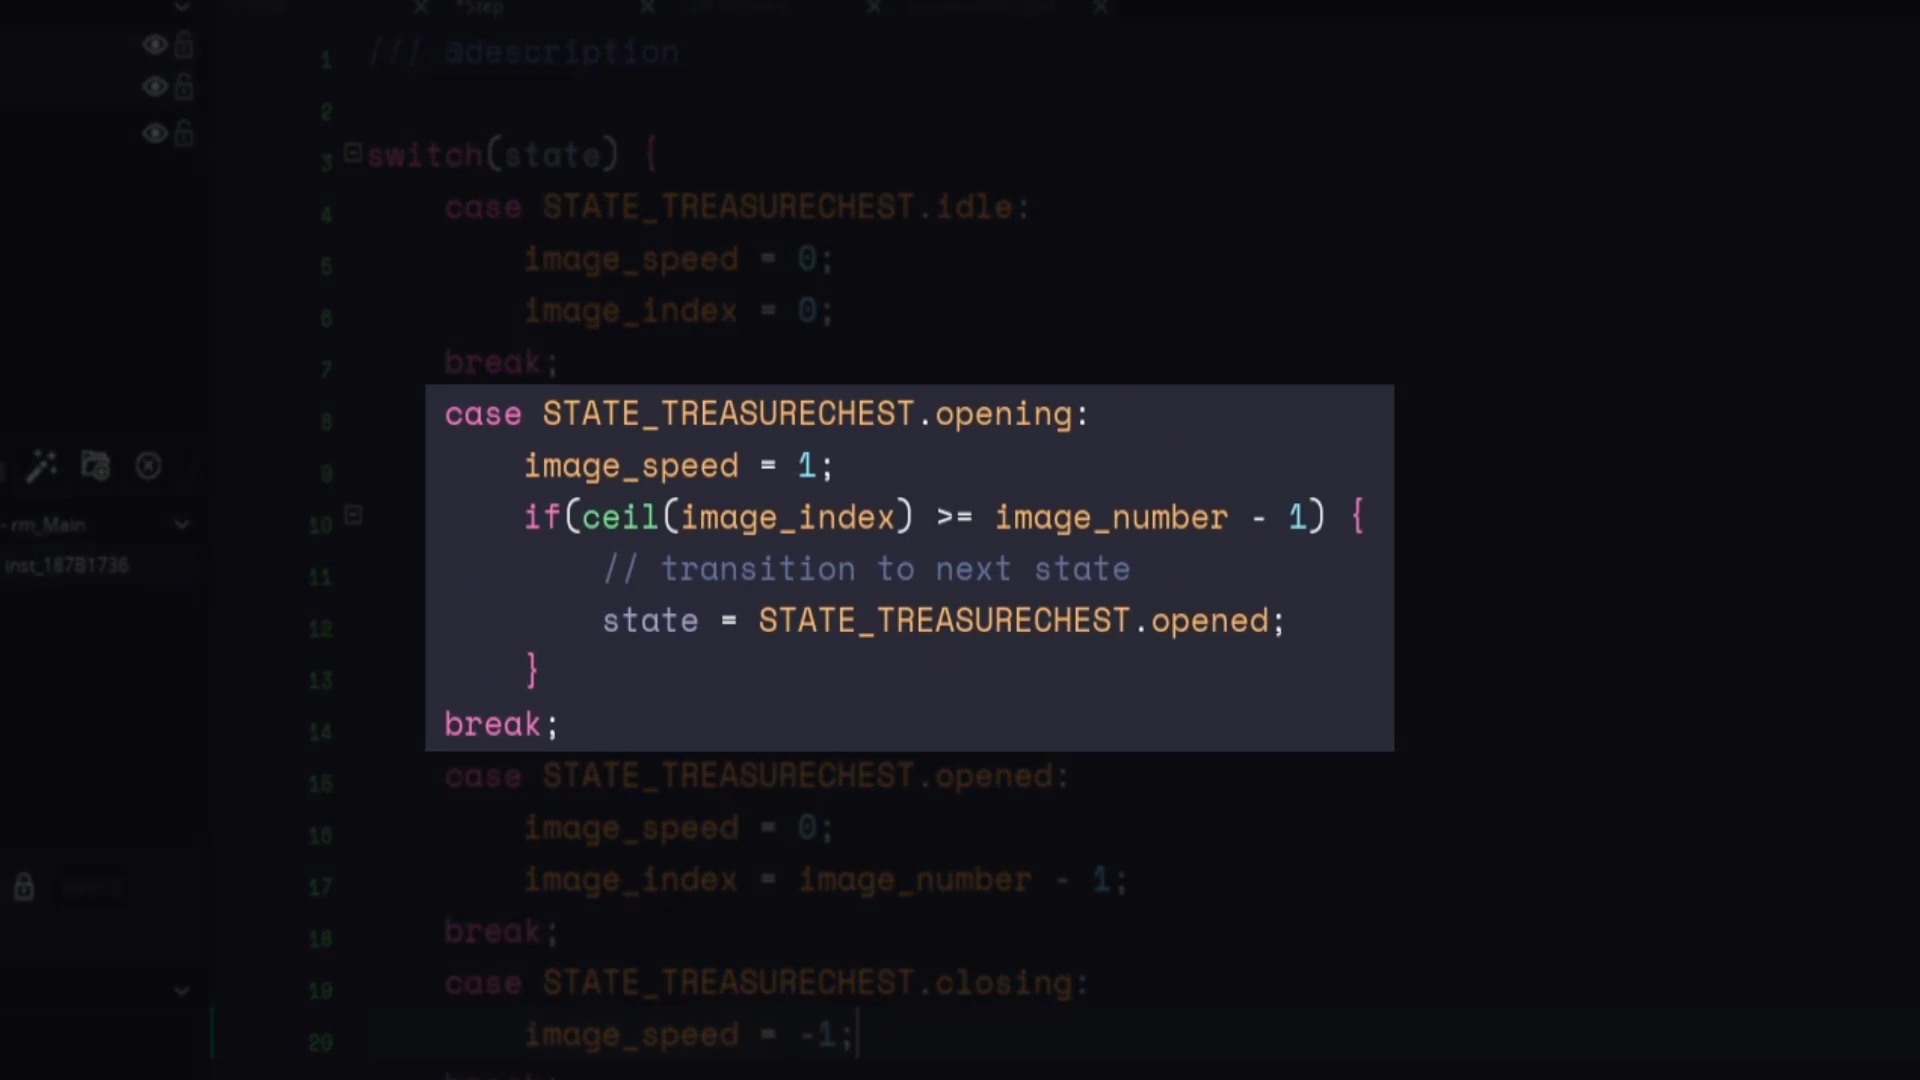 *Step
1 /// @description
2
3 switch(state) {
4 case STATE_TREASURECHEST.idle:
5 image_speed = 0;
6 image_index = 0;
7 break;
8 case STATE_TREASURECHEST.opening:
9 image_speed = 1;
10 if(ceil(image_index) >= image_number - 1) {
11 // transition to next state
12 state = STATE_TREASURECHEST.opened;
13 }
14 break;
15 case STATE_TREASURECHEST.opened:
16 image_speed = 0;
17 image_index = image_number - 1;
18 break;
19 case STATE_TREASURECHEST.closing:
20 image_speed = -1;
- rm_Main
inst_187B1736